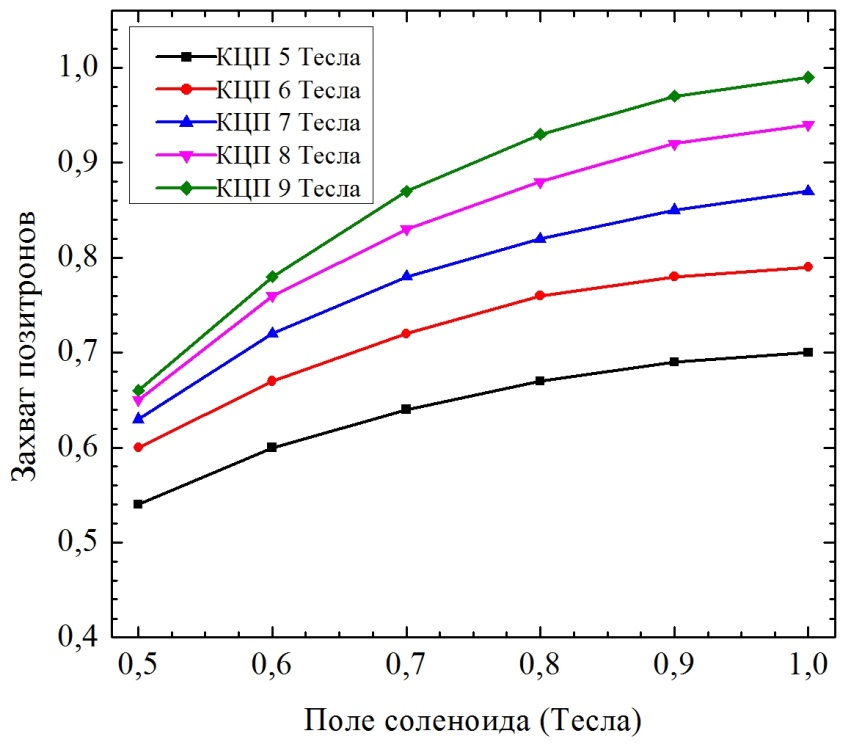 КЦП 5 Тесла
КЦП 6 Тесла
КЦП 7 Тесла
КЦП 8 Тесла
КЦП 9 Тесла
Захват позитронов
1,0
0,9
0,8
0,7
0,6
0,5
0,4
0,5 0,6 0,7 0,8 0,9 1,0
Поле соленоида (Тесла)